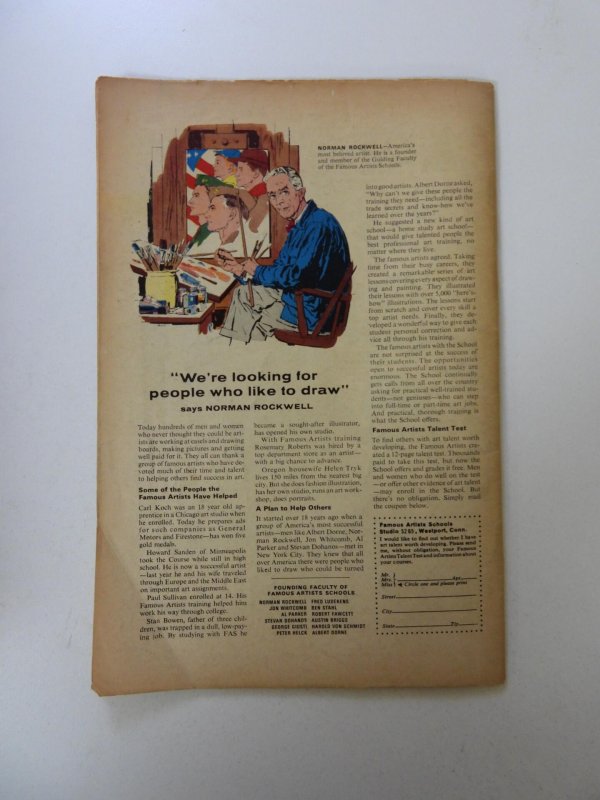 NORMAN ROCKWELL—America's
most beloved artist. He is a founder
and member of the Guiding Faculty
of the Famous Artists Schools.
"We're looking for
people who like to draw"
says NORMAN ROCKWELL
Today hundreds of men and women
who never thought they could be art-
ists are working at easels and drawing
boards, making pictures and getting
well paid for it. They all can thank a
group of famous artists who have de-
voted much of their time and talent
to helping others find success in art.
Some of the People the
Famous Artists Have Helped
Carl Koch was an 18 year old ap-
prentice in a Chicago art studio when
he enrolled. Today he prepares ads
for such companies as General
Motors and Firestone—has won five
gold medals.
Howard Sanden of Minneapolis
took the Course while still in high
school. He is now a successful artist
—last year he and his wife traveled
through Europe and the Middle East
on important art assignments.
Paul Sullivan enrolled at 14. His
Famous Artists training helped him
work his way through college.
Stan Bowen, father of three chil-
dren, was trapped in a dull, low-pay-
ing job. By studying with FAS he
became a sought-after illustrator,
has opened his own studio.
With Famous Artists training
Rosemary Roberts was hired by a
top department store as an artist—
with a big chance to advance.
Oregon housewife Helen Tryk
lives 150 miles from the nearest big
city. But she does fashion illustration,
has her own studio, runs an art work-
shop, does portraits.
A Plan to Help Others
It started over 18 years ago when a
group of America's most successful
artists—men like Albert Dorne, Nor-
man Rockwell, Jon Whitcomb, Al
Parker and Stevan Dohanos—met in
New York City. They knew that all
over America there were people who
liked to draw who could be turned
FOUNDING FACULTY OF
FAMOUS ARTISTS SCHOOLS
NORMAN ROCKWELL FRED LUDEKENS
JON WHITCOMB BEN STAHL
AL PARKER ROBERT FAWCETT
STEVAN DOHANOS AUSTIN BRIGGS
GEORGE GIUSTI HAROLD VON SCHMIDT
PETER HELCK ALBERT DORNE
into good artists. Albert Dorne asked,
"Why can't we give these people the
training they need—including all the
trade secrets and know-how we've
learned over the years?"
He suggested a new kind of art
school—a home study art school—
that would give talented people the
best professional art training, no
matter where they live.
The famous artists agreed. Taking
time from their busy careers, they
created a remarkable series of art
lessons covering every aspect of draw-
ing and painting. They illustrated
their lessons with over 5,000 "here's-
how" illustrations. The lessons start
from scratch and cover every skill a
top artist needs. Finally, they de-
veloped a wonderful way to give each
student personal correction and ad-
vice all through his training.
The famous artists with the School
are not surprised at the success of
their students. The opportunities
open to successful artists today are
enormous. The School continually
gets calls from all over the country
asking for practical well-trained stu-
dents—not geniuses—who can step
into full-time or part-time art jobs.
And practical, thorough training is
what the School offers.
Famous Artists Talent Test
To find others with art talent worth
developing, the Famous Artists cre-
ated a 12-page talent test. Thousands
paid to take this test, but now the
School offers and grades it free. Men
and women who do well on the test
—or offer other evidence of art talent
—may enroll in the School. But
there's no obligation. Simply mail
the coupon below.
Famous Artists Schools
Studio 5265, Westport, Conn.
I would like to find out whether I have
art talent worth developing. Please send
me, without obligation, your Famous
Artists Talent Test and information about
your courses.
Mr.
Mrs. Age
Miss Circle one and please print
Street
City
State Zip